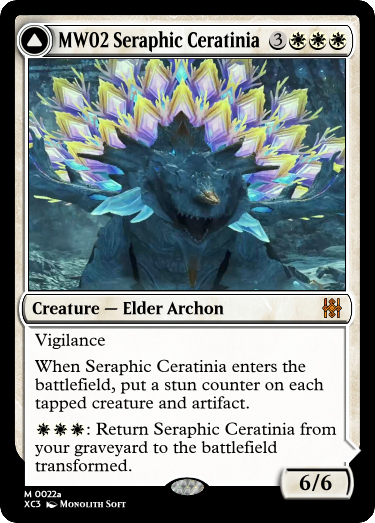 MW02 Seraphic Ceratinia 3
Creature — Elder Archon
Vigilance
When Seraphic Ceratinia enters the
battlefield, put a stun counter on each
tapped creature and artifact.
: Return Seraphic Ceratinia from
your graveyard to the battlefield
transformed.
6/6
M 0022a
XC3 Monolith Soft